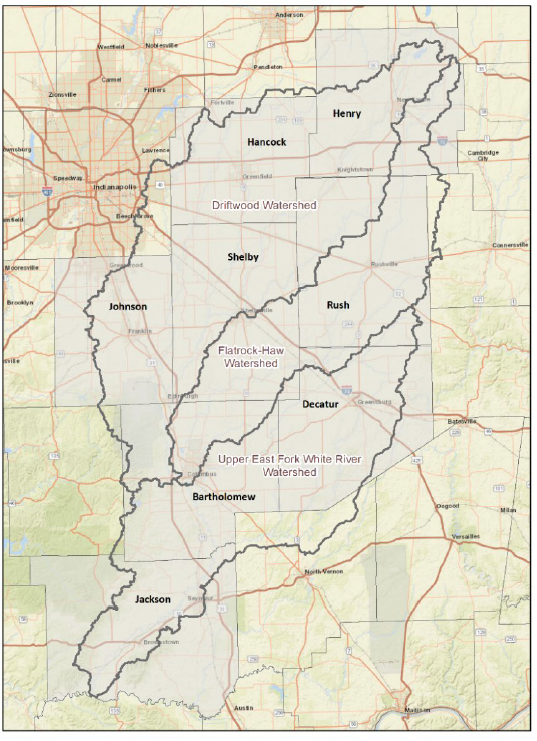 Anderson
Westfield
Noblesville
Carmel
Pendleton
Fishers
Zionsville
Fortville
Henry
Lawrence
Hancock
Cambridge
City
Speedway
Greenfield
Knightstown
Indianapolis
Driftwood Watershed
Beech Grove
Connersville
Mooresville
Greenwood
Shelby
Rushville
Brooklyn
Johnson
Rush
Shelbyville
Franklin
Flatrock-Haw
Watershed
Edinburgh
Decatur
Greensburg
Batesville
Upper East Fork White River
Watershed
Columbus
Bartholomew
Osgood
Milan
Versailles
North Vernon
Jackson
Seymour
Brownstown
Austin
Madison